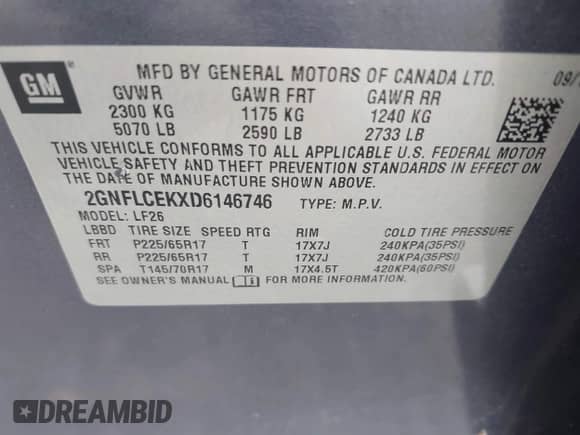 GM
MFD BY GENERAL MOTORS OF CANADA LTD. 09/
GVWR GAWR FRT GAWR RR
2300 KG 1175 KG 1240 KG
5070 LB 2590 LB 2733 LB
THIS VEHICLE CONFORMS TO ALL APPLICABLE U.S. FEDERAL MOTOR
VEHICLE SAFETY AND THEFT PREVENTION STANDARDS IN EFFECT ON
THE DATE OF MANUFACTURE SHOWN ABOVE.
2GNFLCEKXD6146746 TYPE: M.P.V.
MODEL: LF26
LBBD TIRE SIZE SPEED RTG RIM COLD TIRE PRESSURE
FRT P225/65R17 T 17X7J 240KPA(35PSI)
RR P225/65R17 T 17X7J 240KPA(35PSI)
SPA T145/70R17 M 17X4.5T 420KPA(60PSI)
SEE OWNER'S MANUAL FOR MORE INFORMATION.
DREAMBID